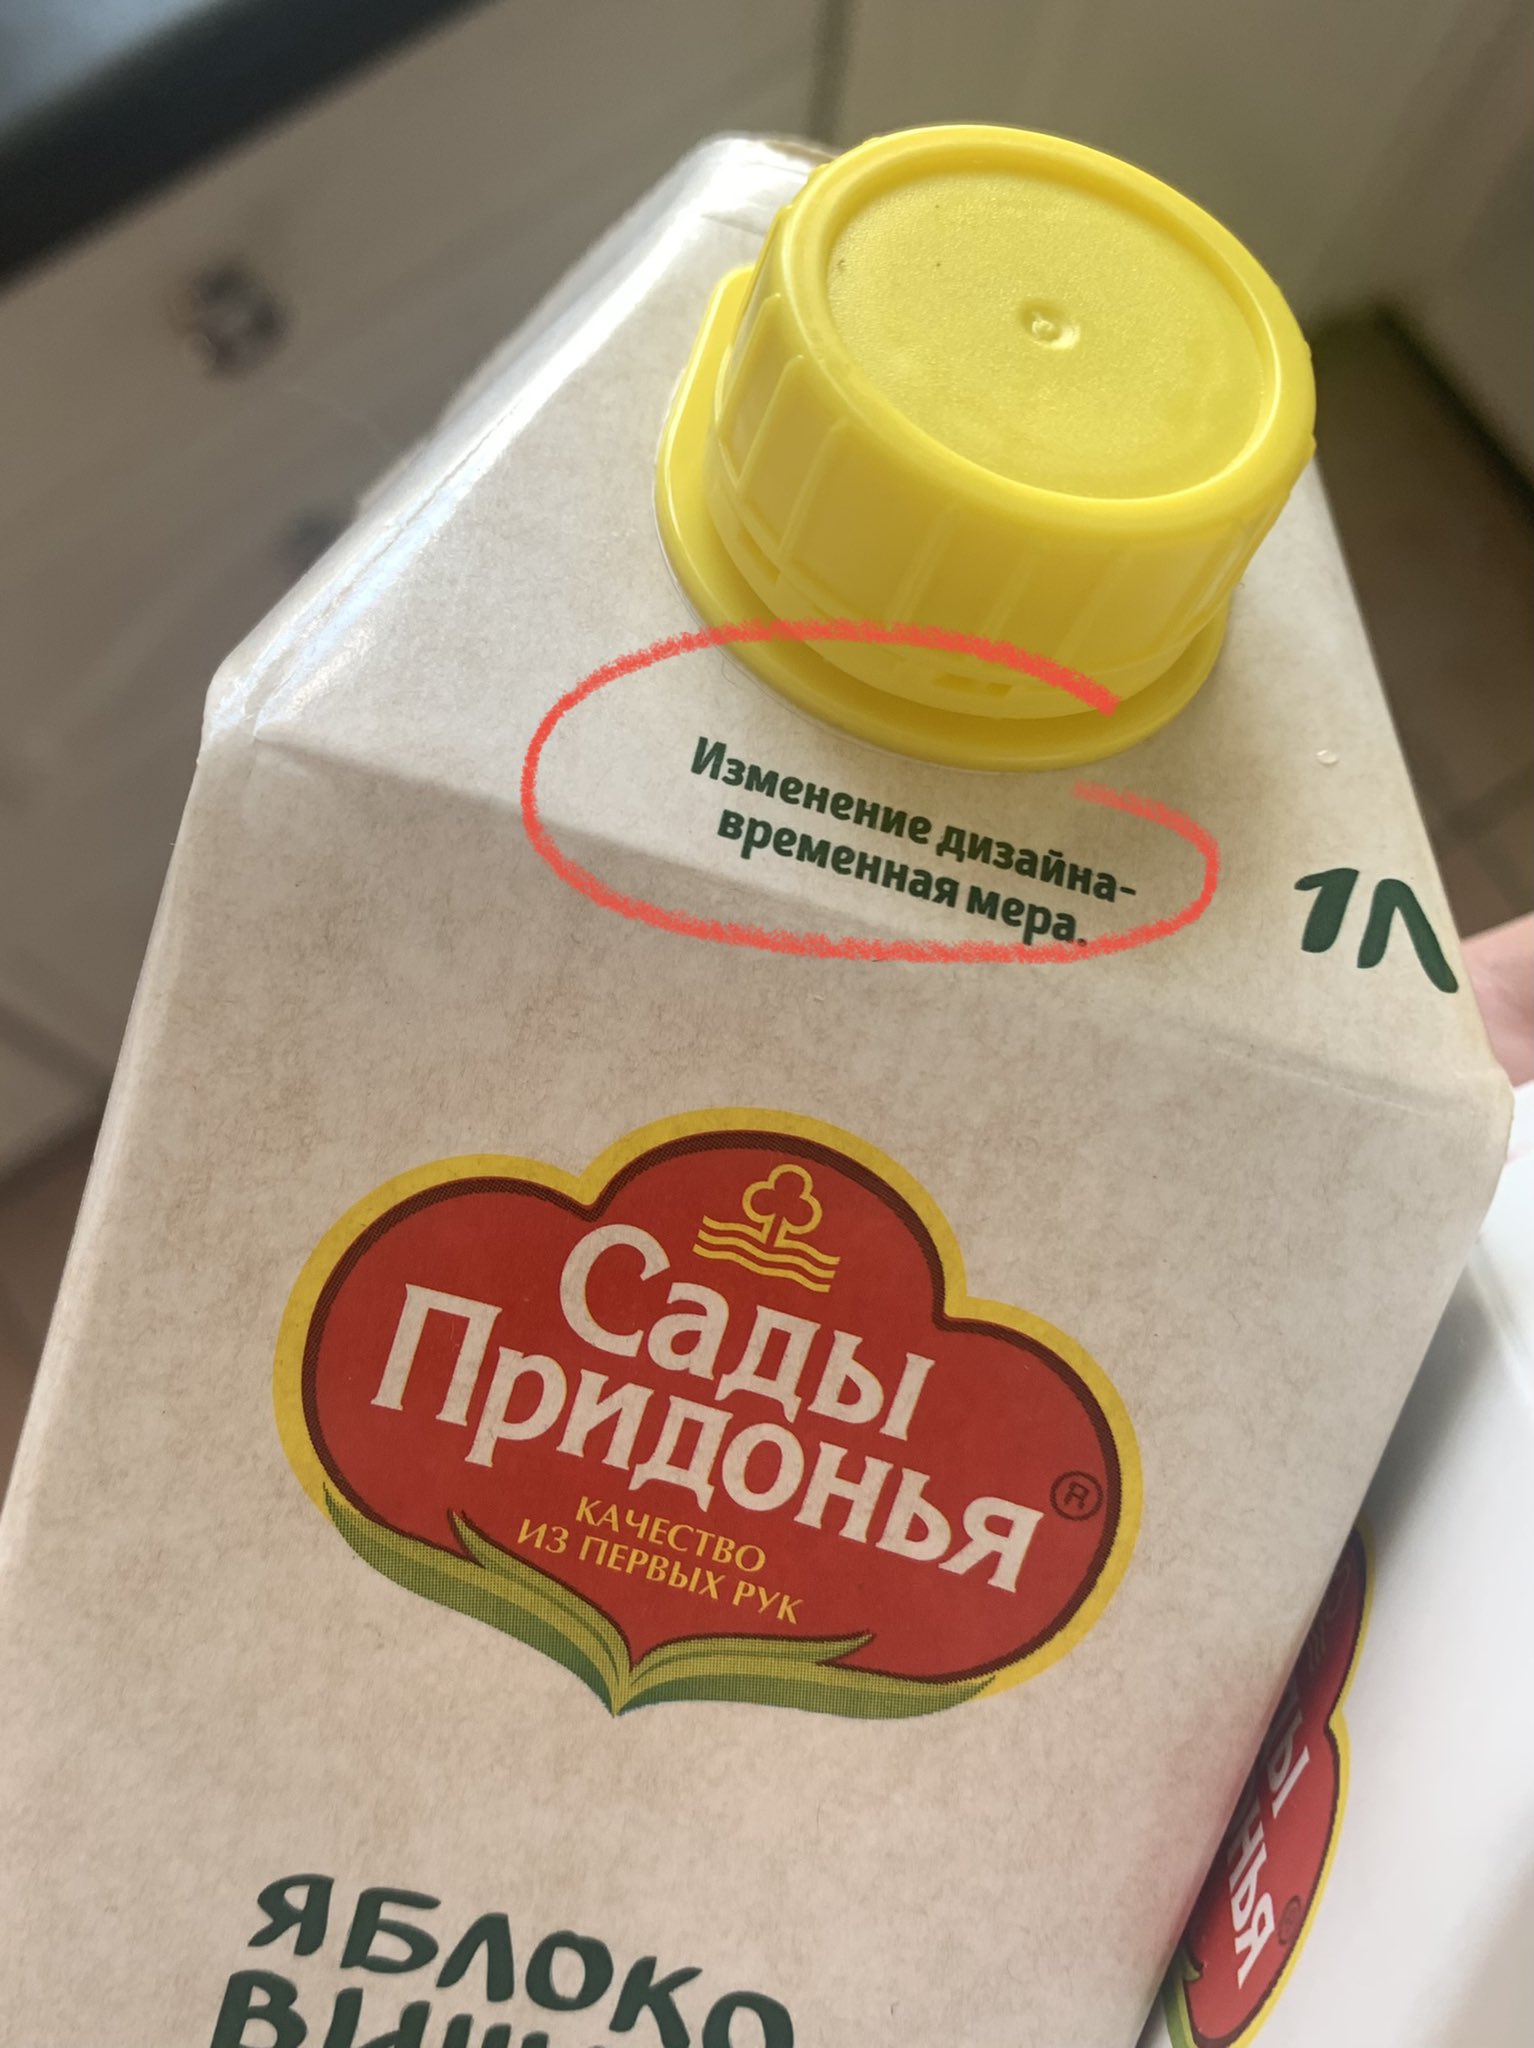 Изменение дизайна-
временная мера.
1Л
Сады
Придонья
®
КАЧЕСТВО
ИЗ ПЕРВЫХ РУК
ЯБЛОКО